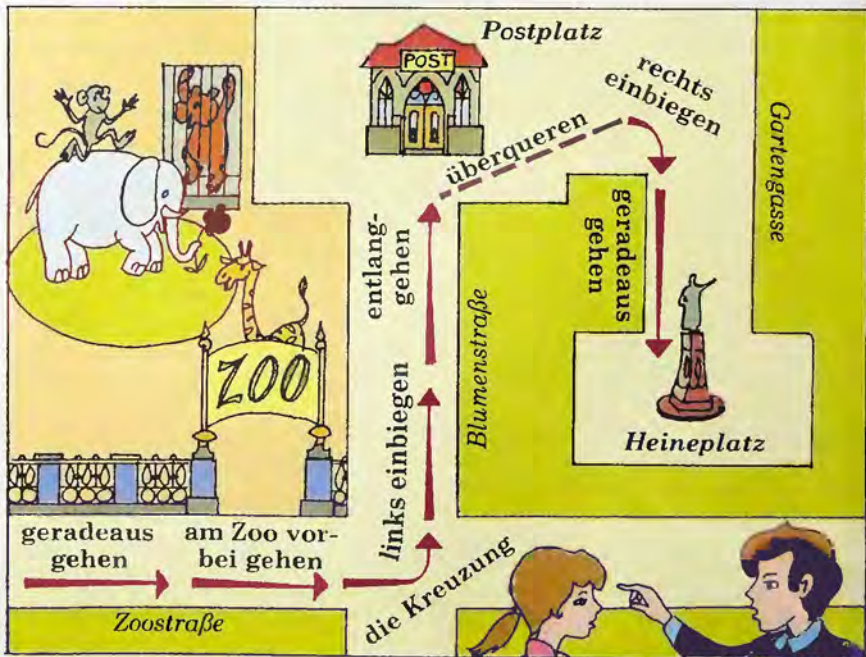 Postplatz
POST
rechts
einbiegen
überqueren
Gartengasse
entlang-
gehen
geradeaus
gehen
ZOO
Blumenstraße
Heineplatz
links einbiegen
geradeaus
gehen
am Zoo vor-
bei gehen
die Kreuzung
Zoostraße